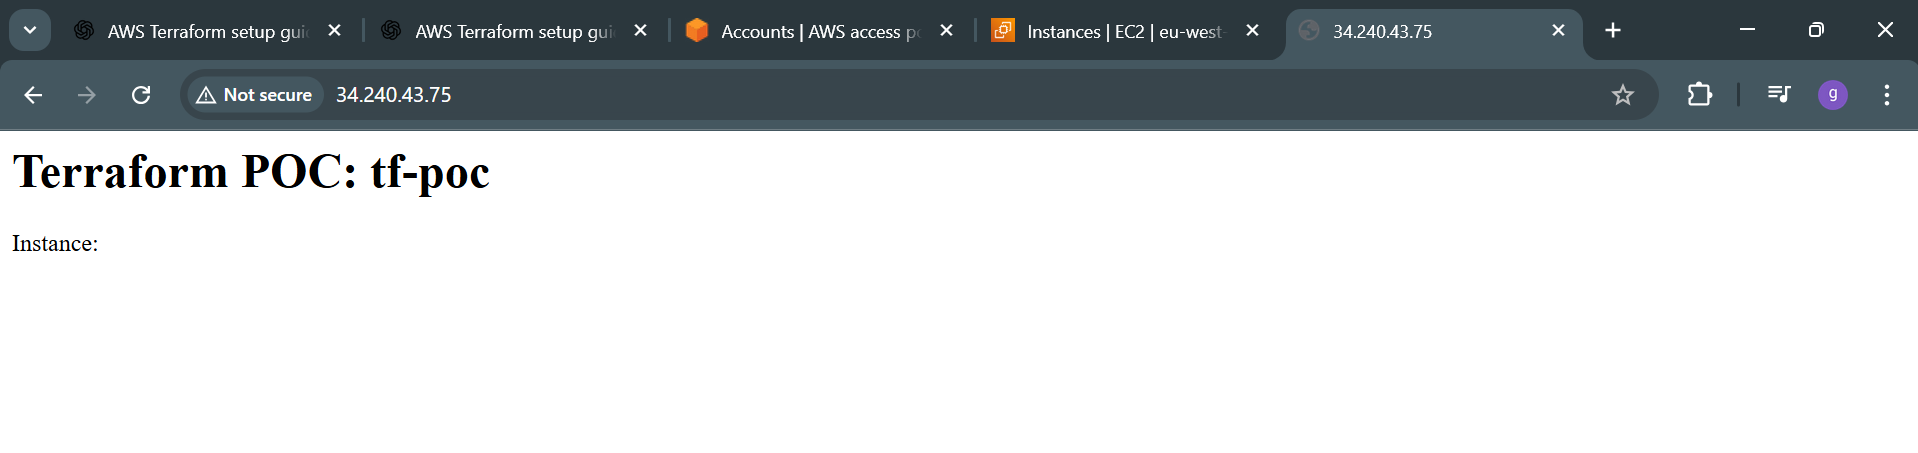 AWS Terraform setup gui
AWS Terraform setup gui
Accounts | AWS access po
Instances | EC2 | eu-west-
34.240.43.75
Not secure
34.240.43.75
g
Terraform POC: tf-poc
Instance: